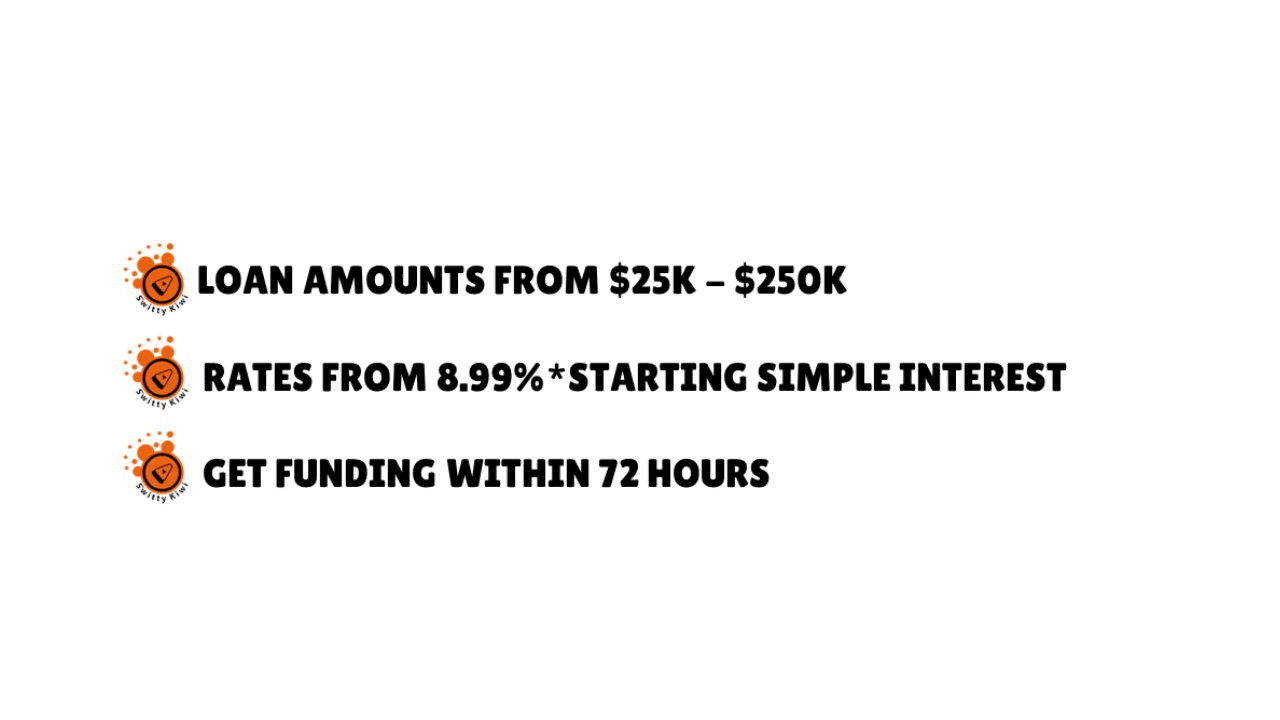 LOAN AMOUNTS FROM $25K – $250K
Switty Kiwi
RATES FROM 8.99%*STARTING SIMPLE INTEREST
Switty Kiwi
GET FUNDING WITHIN 72 HOURS
Switty Kiwi